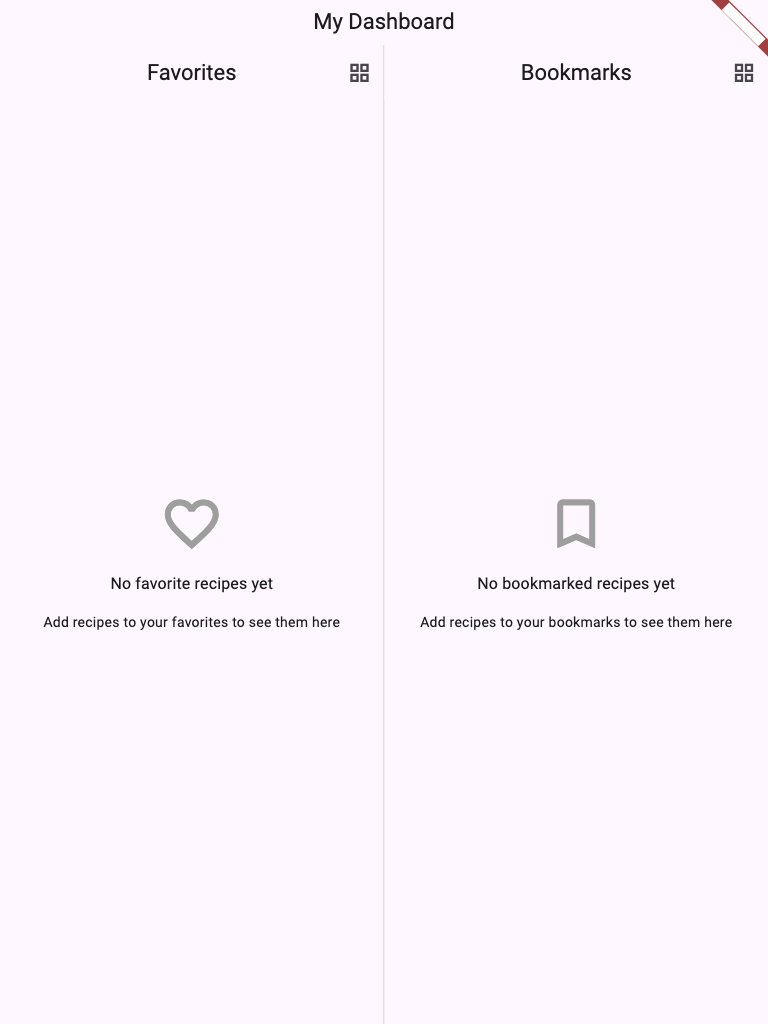 My Dashboard
Favorites
Bookmarks
No favorite recipes yet
Add recipes to your favorites to see them here
No bookmarked recipes yet
Add recipes to your bookmarks to see them here